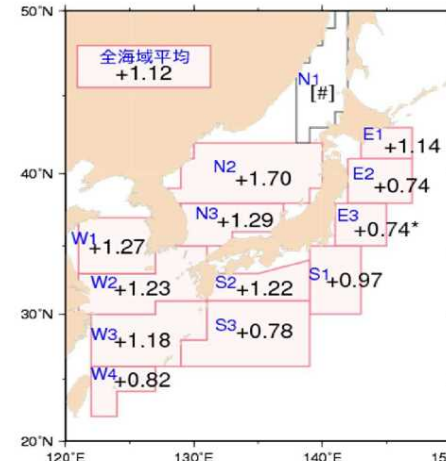 50°N
全海域平均
+1.12
N1
[#]
E1
+1.14
40°N
N2
+1.70
E2
+0.74
N3
+1.29
E3
+0.74*
W1
+1.27
W2
+1.23
S2
+1.22
S1
+0.97
30°N
W3
+1.18
S3
+0.78
W4
+0.82
20°N
120°E
130°E
140°E